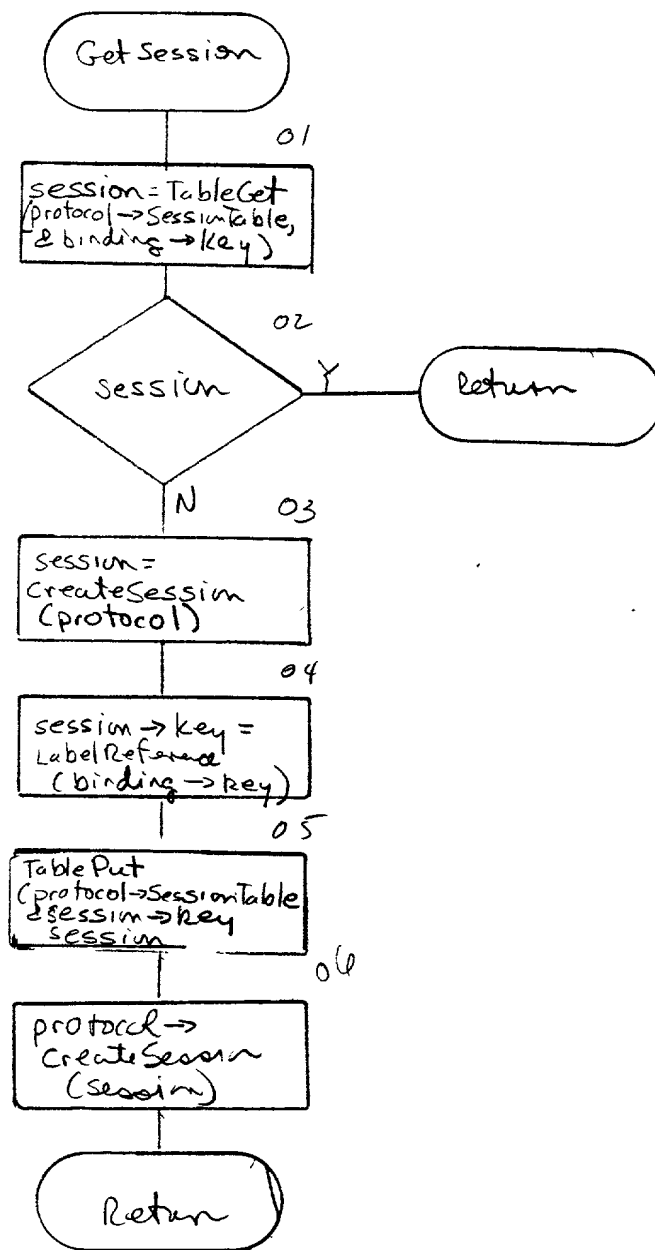 Get Session
01
session = TableGet
(protocol → SessionTable,
& binding → key)
02
session
Y
Return
N
03
session =
CreateSession
(protocol)
04
session → key =
LabelReference
(binding → key)
05
TablePut
(protocol → SessionTable
&session → key
session
06
protocol →
CreateSession
(session)
Return